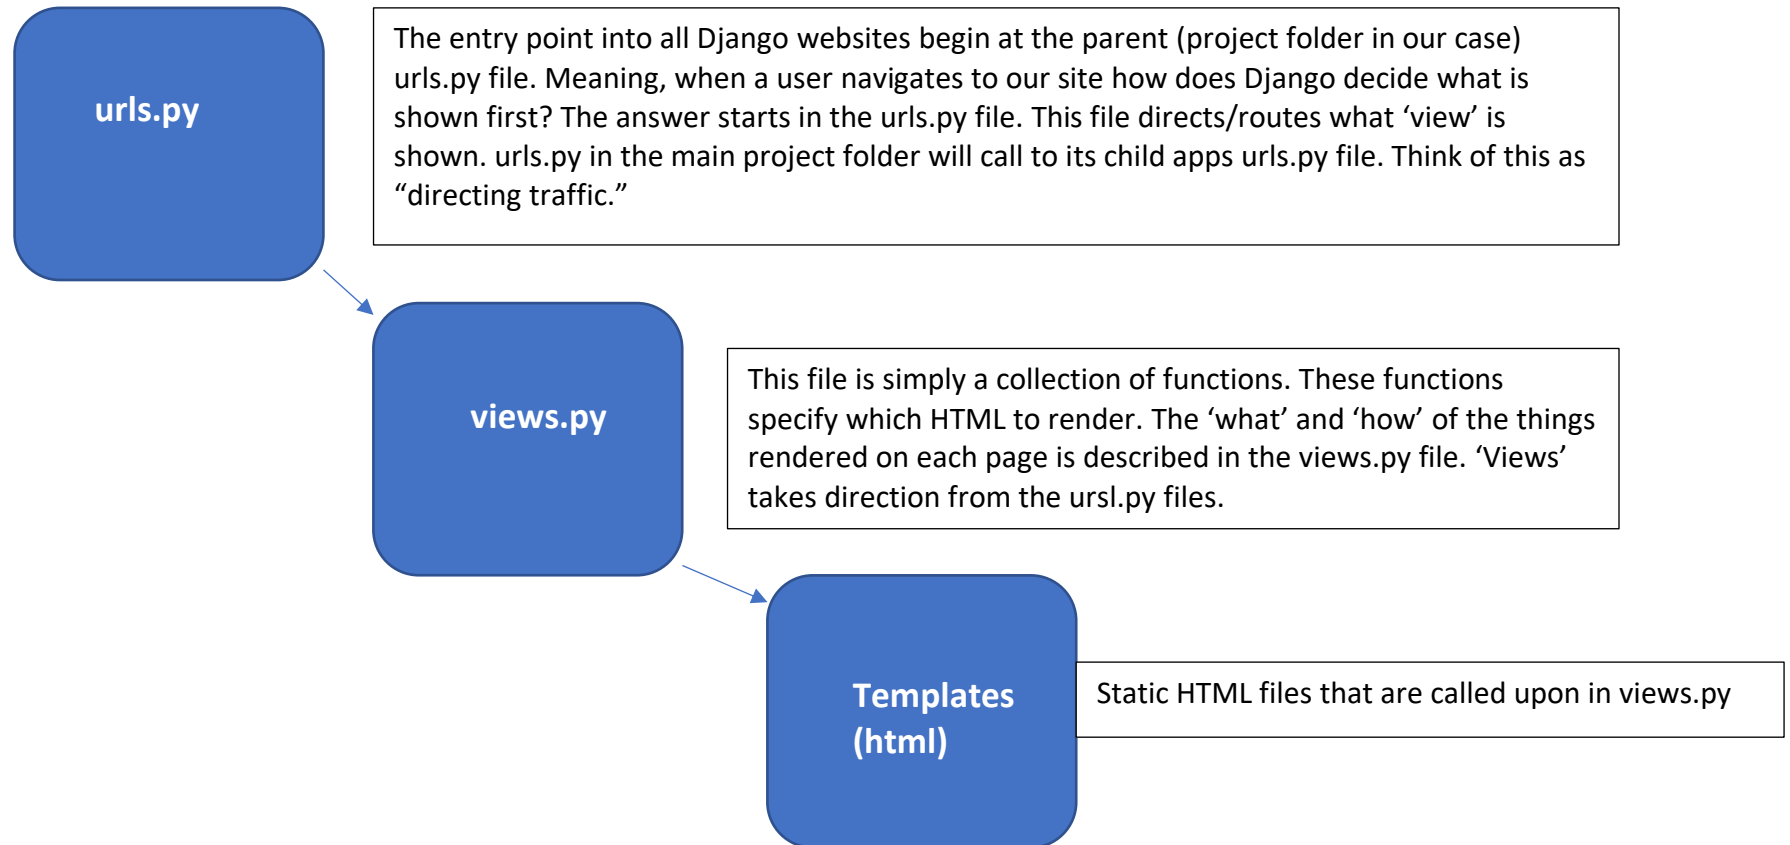 urls.py
The entry point into all Django websites begin at the parent (project folder in our case)
urls.py file. Meaning, when a user navigates to our site how does Django decide what is
shown first? The answer starts in the urls.py file. This file directs/routes what ‘view’ is
shown. urls.py in the main project folder will call to its child apps urls.py file. Think of this as
“directing traffic.”
views.py
This file is simply a collection of functions. These functions
specify which HTML to render. The ‘what’ and ‘how’ of the things
rendered on each page is described in the views.py file. ‘Views’
takes direction from the ursl.py files.
Templates
(html)
Static HTML files that are called upon in views.py